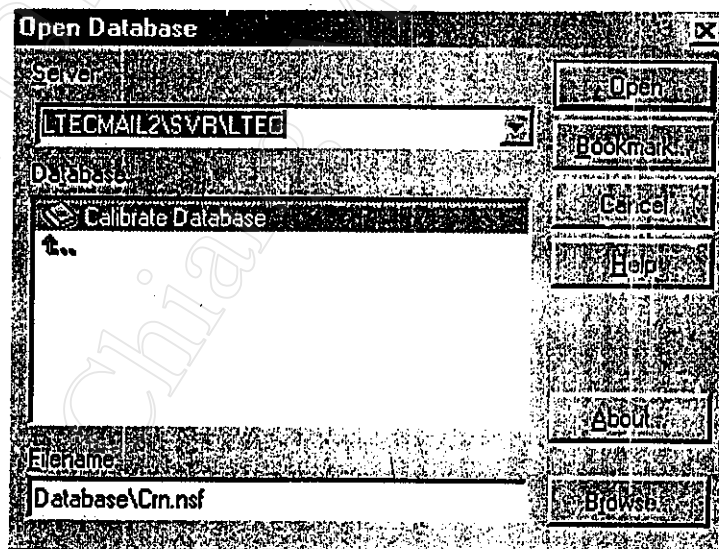 Open Database
Server
LTECMAIL2\SVR\LTEC
Database
Calibrate Database
Filename
Database\Crn.nsf
Open
Bookmark...
Cancel
Help
About...
Browse...